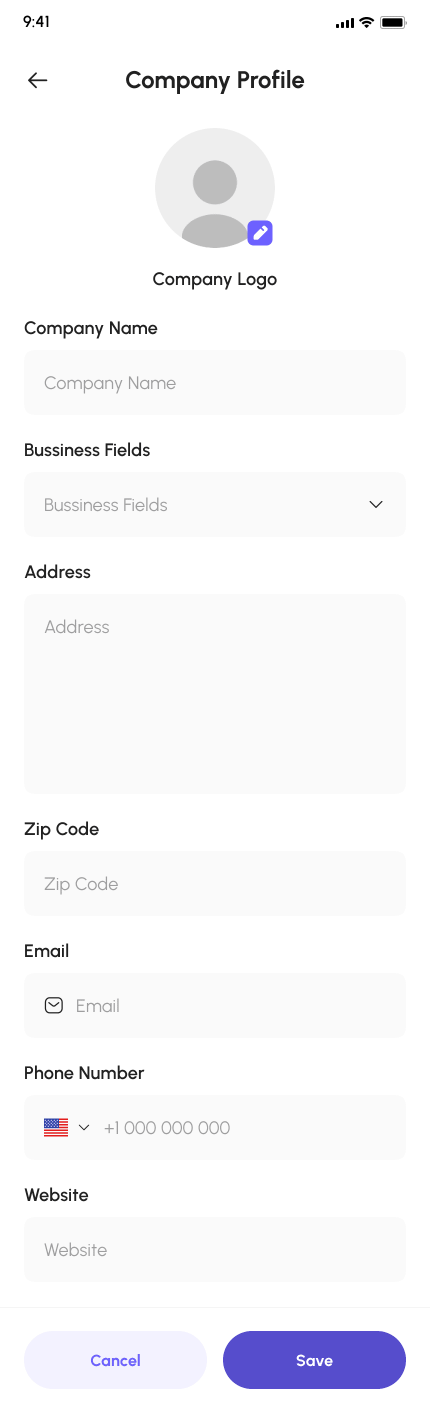 9:41
Company Profile
Company Logo
Company Name
Company Name
Bussiness Fields
Bussiness Fields
Address
Address
Zip Code
Zip Code
Email
Email
Phone Number
+1 000 000 000
Website
Website
Cancel
Save